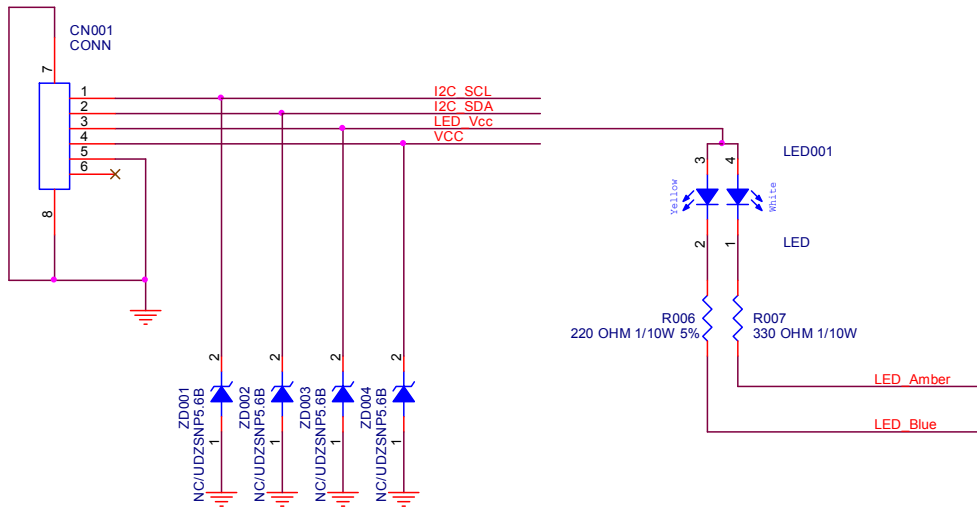 CN001
CONN
7
1
2
3
4
5
6
8
I2C_SCL
I2C_SDA
LED_Vcc
VCC
LED001
3
4
Yellow
White
2
1
LED
R006
220 OHM 1/10W 5%
R007
330 OHM 1/10W
LED_Amber
LED_Blue
2
ZD001
NC/UDZSNP5.6B
1
2
ZD002
NC/UDZSNP5.6B
1
2
ZD003
NC/UDZSNP5.6B
1
2
ZD004
NC/UDZSNP5.6B
1